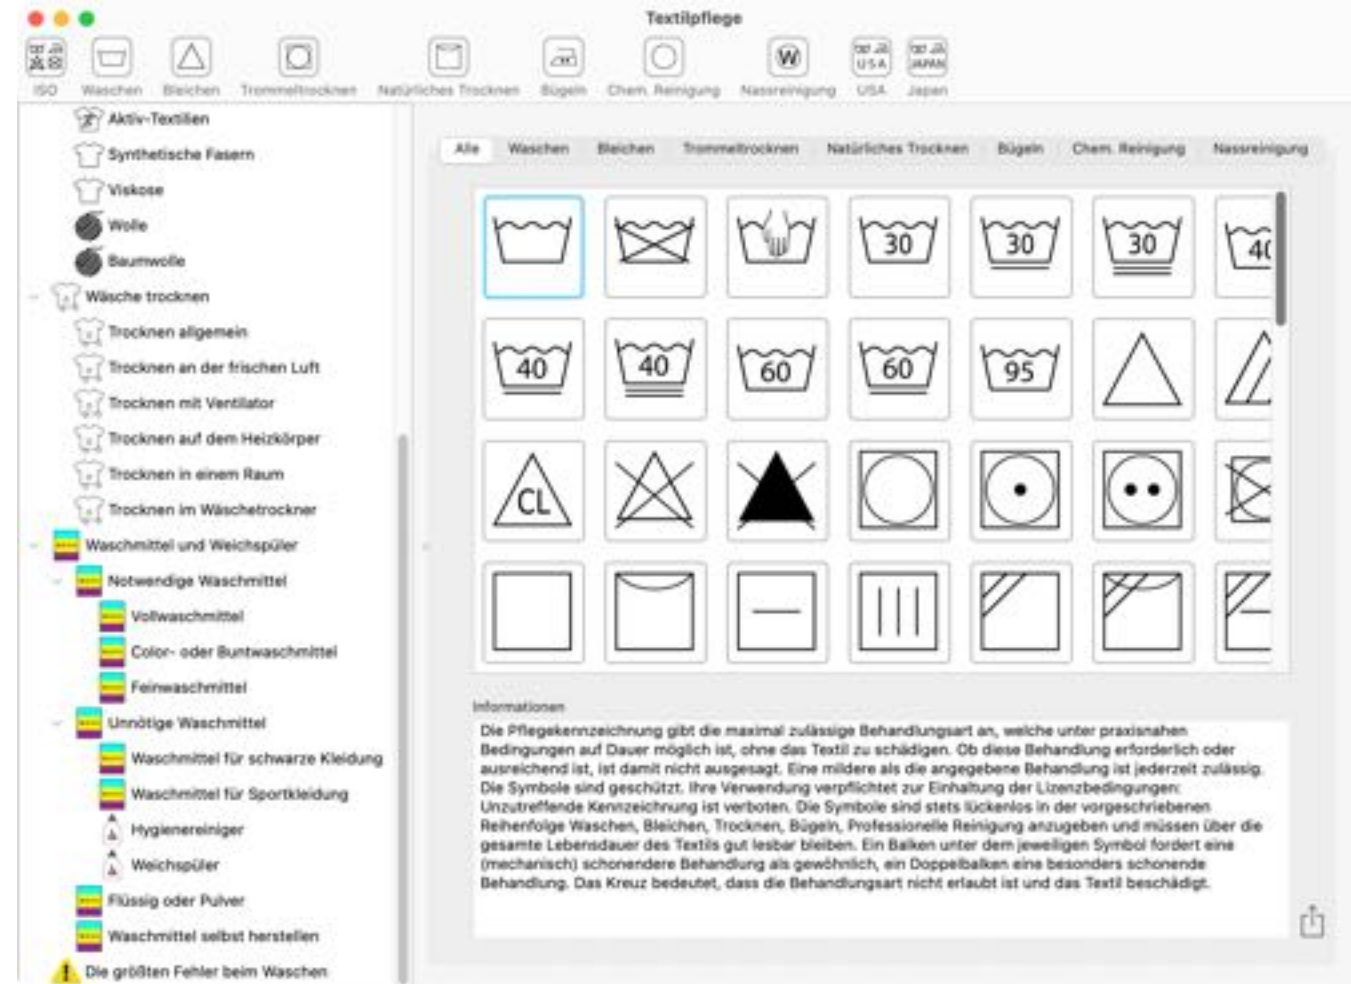 Textilpflege
ISO Waschen Bleichen Trommeltrocknen Natürliches Trocknen Bügeln Chem. Reinigung Nassreinigung USA Japan
W
USA
JAPAN
Aktiv-Textilien
Synthetische Fasern
Viskose
Wolle
Baumwolle
Wäsche trocknen
Trocknen allgemein
Trocknen an der frischen Luft
Trocknen mit Ventilator
Trocknen auf dem Heizkörper
Trocknen in einem Raum
Trocknen im Wäschetrockner
Waschmittel und Weichspüler
Notwendige Waschmittel
Vollwaschmittel
Color- oder Buntwaschmittel
Feinwaschmittel
Unnötige Waschmittel
Waschmittel für schwarze Kleidung
Waschmittel für Sportkleidung
Hygienereiniger
Weichspüler
Flüssig oder Pulver
Waschmittel selbst herstellen
Die größten Fehler beim Waschen
Alle Waschen Bleichen Trommeltrocknen Natürliches Trocknen Bügeln Chem. Reinigung Nassreinigung
30 30 30 40
40 40 60 60 95
CL
Informationen
Die Pflegekennzeichnung gibt die maximal zulässige Behandlungsart an, welche unter praxisnahen
Bedingungen auf Dauer möglich ist, ohne das Textil zu schädigen. Ob diese Behandlung erforderlich oder
ausreichend ist, ist damit nicht ausgesagt. Eine mildere als die angegebene Behandlung ist jederzeit zulässig.
Die Symbole sind geschützt. Ihre Verwendung verpflichtet zur Einhaltung der Lizenzbedingungen:
Unzutreffende Kennzeichnung ist verboten. Die Symbole sind stets lückenlos in der vorgeschriebenen
Reihenfolge Waschen, Bleichen, Trocknen, Bügeln, Professionelle Reinigung anzugeben und müssen über die
gesamte Lebensdauer des Textils gut lesbar bleiben. Ein Balken unter dem jeweiligen Symbol fordert eine
(mechanisch) schonendere Behandlung als gewöhnlich, ein Doppelbalken eine besonders schonende
Behandlung. Das Kreuz bedeutet, dass die Behandlungsart nicht erlaubt ist und das Textil beschädigt.